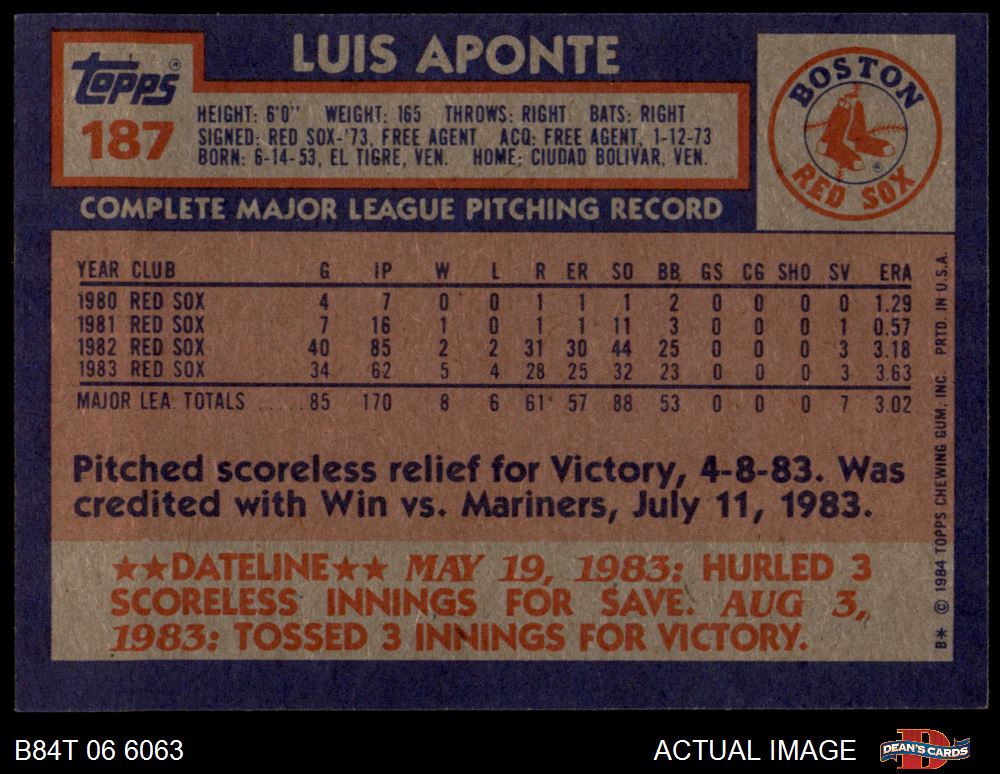 LUIS APONTE
Topps®
187
HEIGHT: 6'0" WEIGHT: 165 THROWS: RIGHT BATS: RIGHT
SIGNED: RED SOX-'73, FREE AGENT ACQ: FREE AGENT, 1-12-73
BORN: 6-14-53, EL TIGRE, VEN. HOME: CIUDAD BOLIVAR, VEN.
BOSTON
RED SOX
®
COMPLETE MAJOR LEAGUE PITCHING RECORD
YEAR CLUB G IP W L R ER SO BB GS CG SHO SV ERA
1980 RED SOX 4 7 0 0 1 1 1 2 0 0 0 0 1.29
1981 RED SOX 7 16 1 0 1 1 11 3 0 0 0 1 0.57
1982 RED SOX 40 85 2 2 31 30 44 25 0 0 0 3 3.18
1983 RED SOX 34 62 5 4 28 25 32 23 0 0 0 3 3.63
MAJOR LEA. TOTALS ..... 85 170 8 6 61 57 88 53 0 0 0 7 3.02
Pitched scoreless relief for Victory, 4-8-83. Was
credited with Win vs. Mariners, July 11, 1983.
★★DATELINE★★ MAY 19, 1983: HURLED 3
SCORELESS INNINGS FOR SAVE. AUG 3,
1983: TOSSED 3 INNINGS FOR VICTORY.
B* © 1984 TOPPS CHEWING GUM, INC. PRTD. IN U.S.A.
B84T 06 6063
ACTUAL IMAGE
DEAN'S CARDS